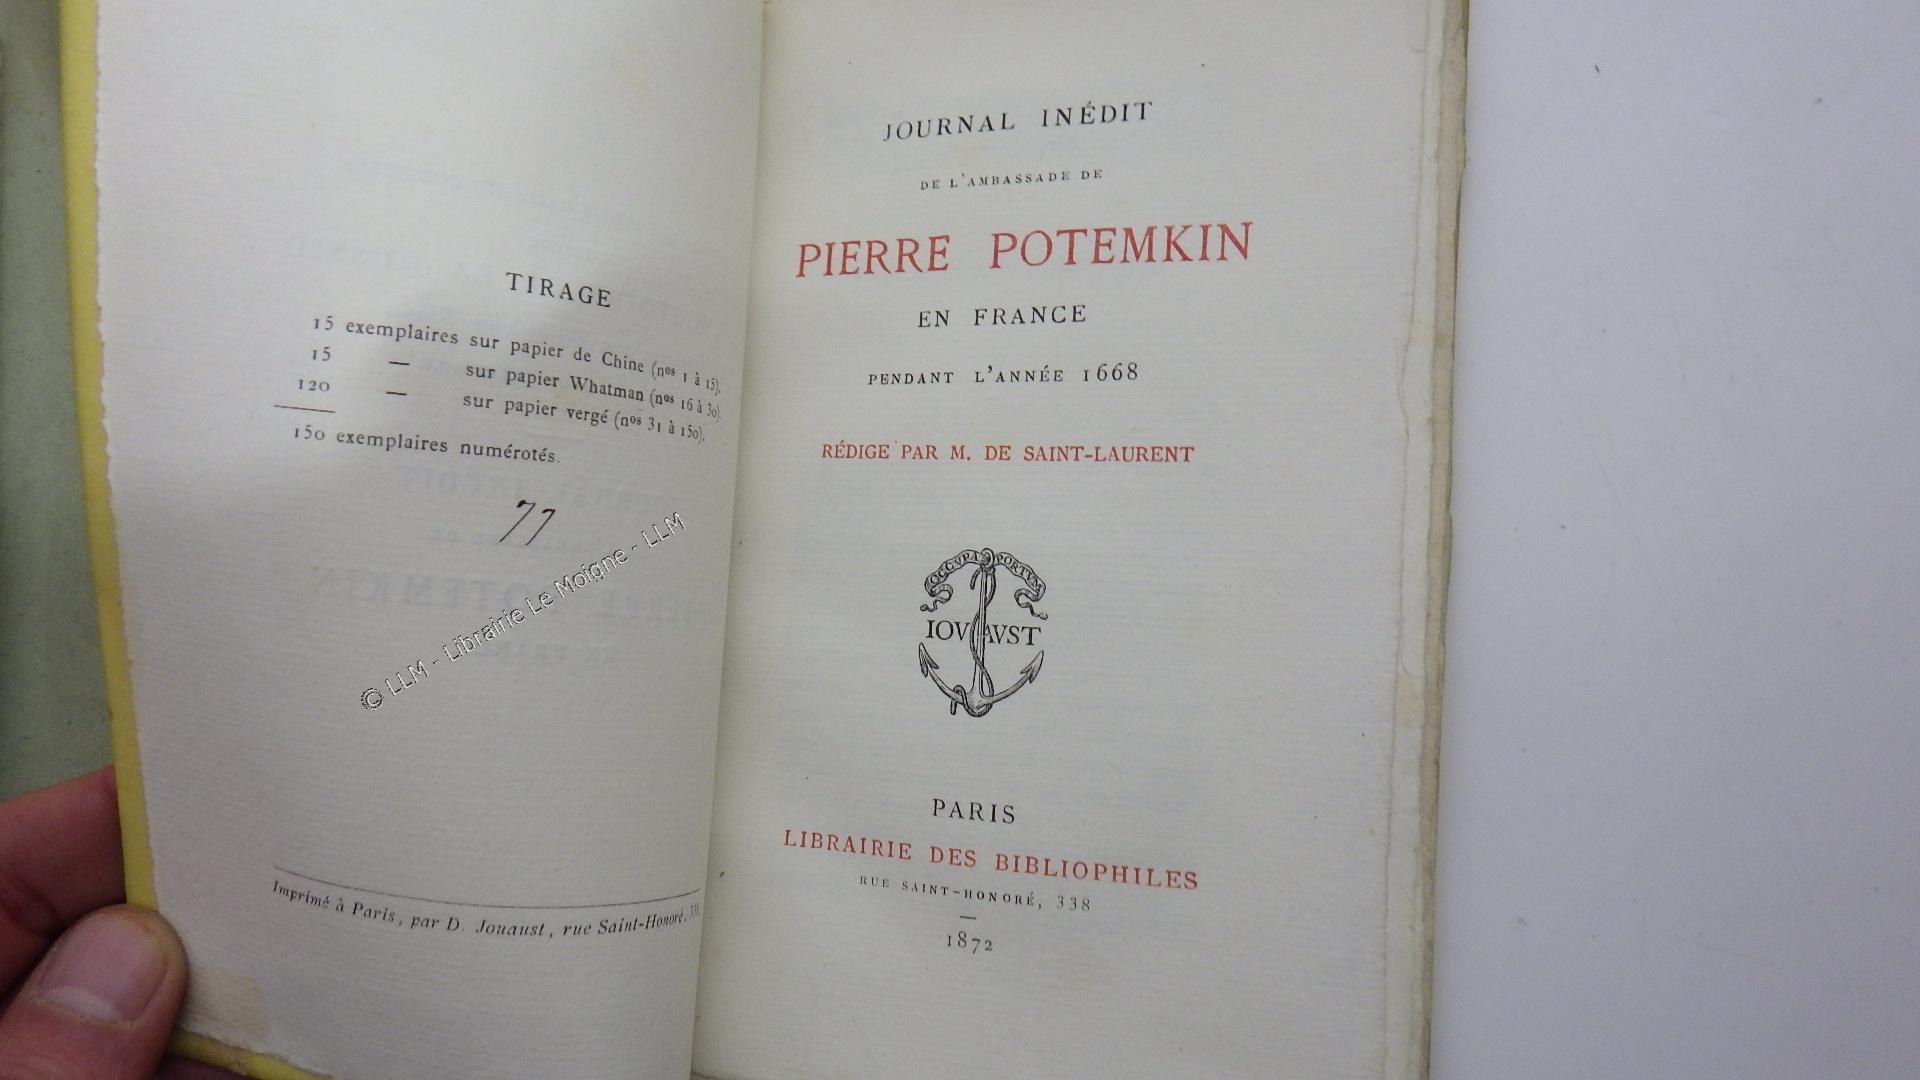 TIRAGE
15 exemplaires sur papier de Chine (nos 1 à 15).
15 — sur papier Whatman (nos 16 à 30).
120 — sur papier vergé (nos 31 à 150).
150 exemplaires numérotés.
77
© LLM - Librairie Le Moigne - LLM
Imprimé à Paris, par D. Jouaust, rue Saint-Honoré, 338
JOURNAL INÉDIT
DE L'AMBASSADE DE
PIERRE POTEMKIN
EN FRANCE
PENDANT L'ANNÉE 1668
RÉDIGE PAR M. DE SAINT-LAURENT
OCCVPA PORTVM
IOVAVST
PARIS
LIBRAIRIE DES BIBLIOPHILES
RUE SAINT-HONORÉ, 338
1872